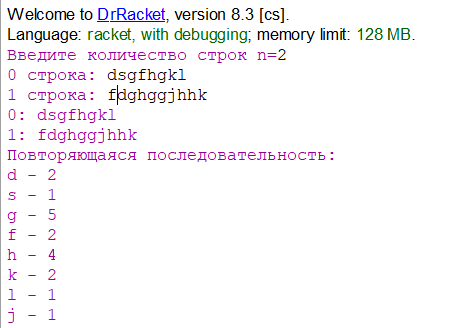 Welcome to DrRacket, version 8.3 [cs].
Language: racket, with debugging; memory limit: 128 MB.
Введите количество строк n=2
0 строка: dsgfhgkl
1 строка: fdghggjhhk
0: dsgfhgkl
1: fdghggjhhk
Повторяющаяся последовательность:
d - 2
s - 1
g - 5
f - 2
h - 4
k - 2
l - 1
j - 1